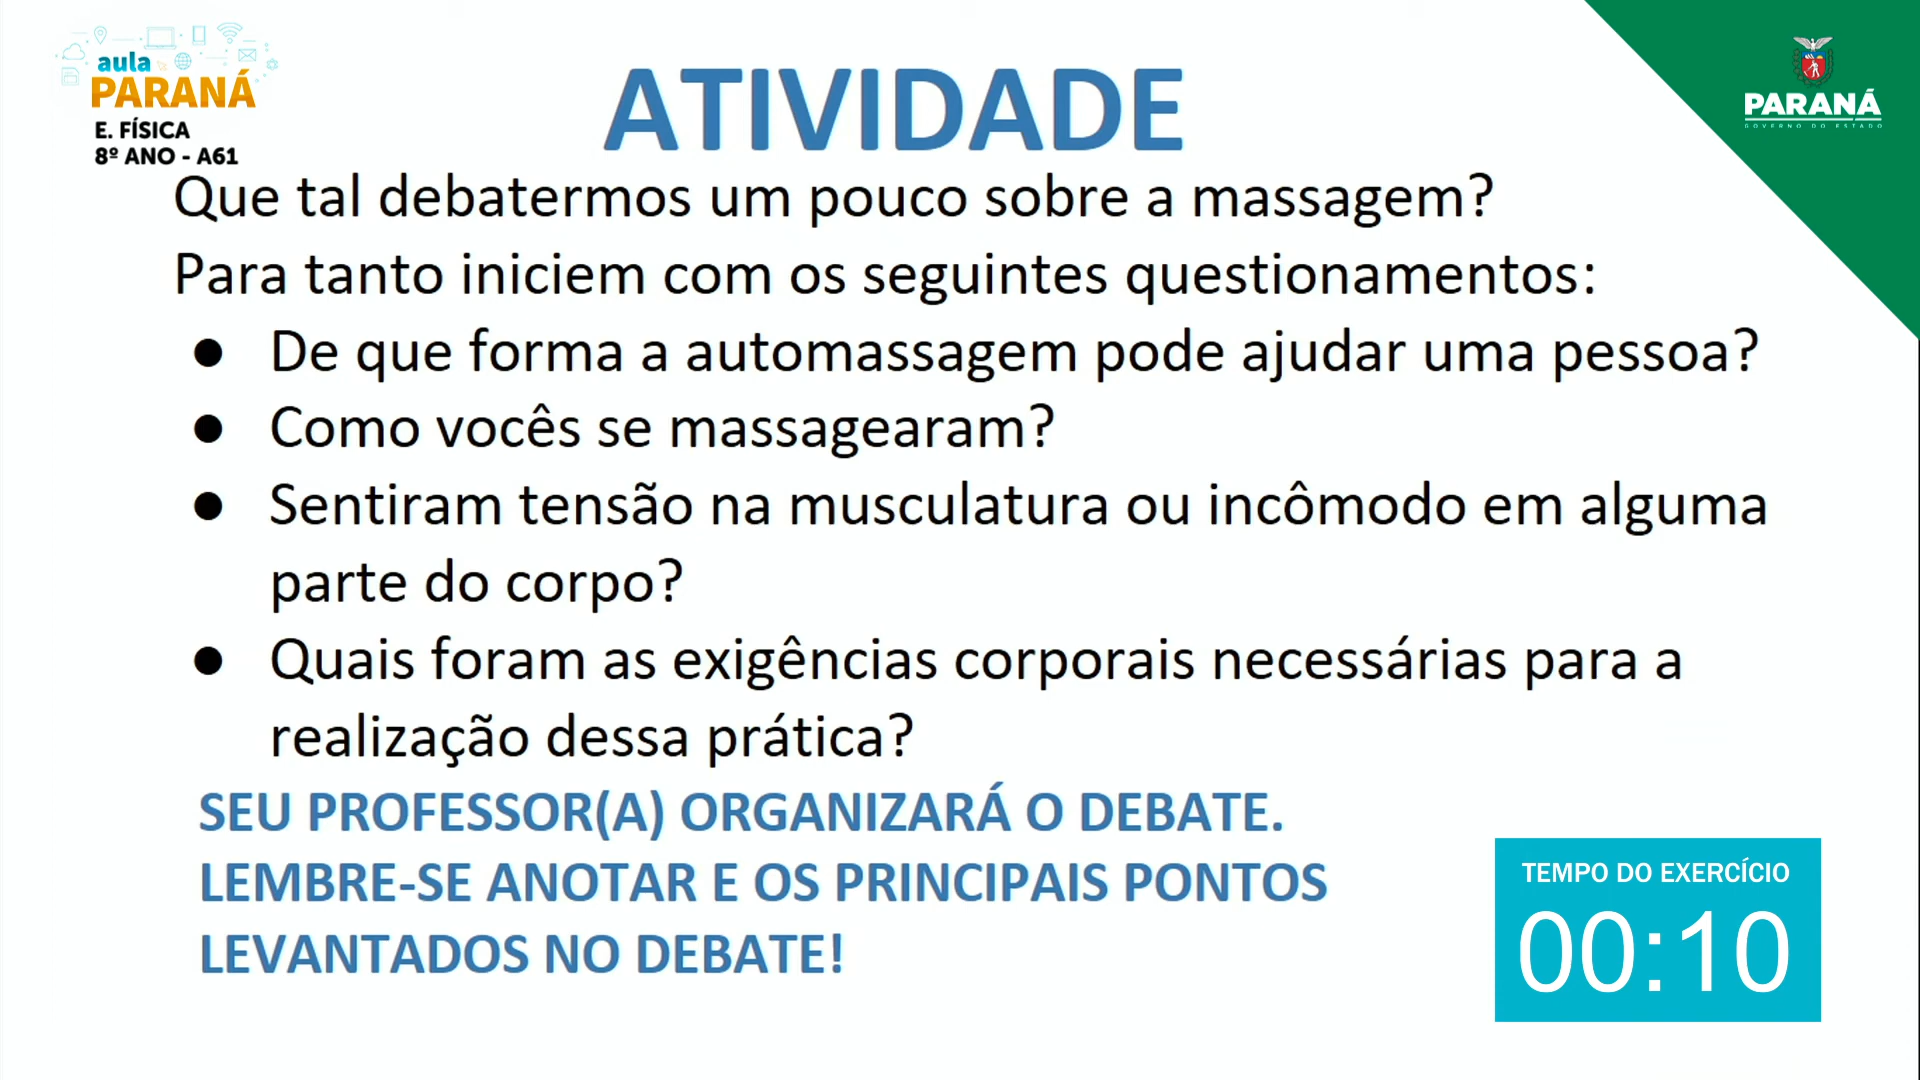 aula
PARANÁ
E. FÍSICA
8º ANO - A61
ATIVIDADE
PARANÁ
GOVERNO DO ESTADO
Que tal debatermos um pouco sobre a massagem?
Para tanto iniciem com os seguintes questionamentos:
● De que forma a automassagem pode ajudar uma pessoa?
● Como vocês se massagearam?
● Sentiram tensão na musculatura ou incômodo em alguma
parte do corpo?
● Quais foram as exigências corporais necessárias para a
realização dessa prática?
SEU PROFESSOR(A) ORGANIZARÁ O DEBATE.
LEMBRE-SE ANOTAR E OS PRINCIPAIS PONTOS
LEVANTADOS NO DEBATE!
TEMPO DO EXERCÍCIO
00:10